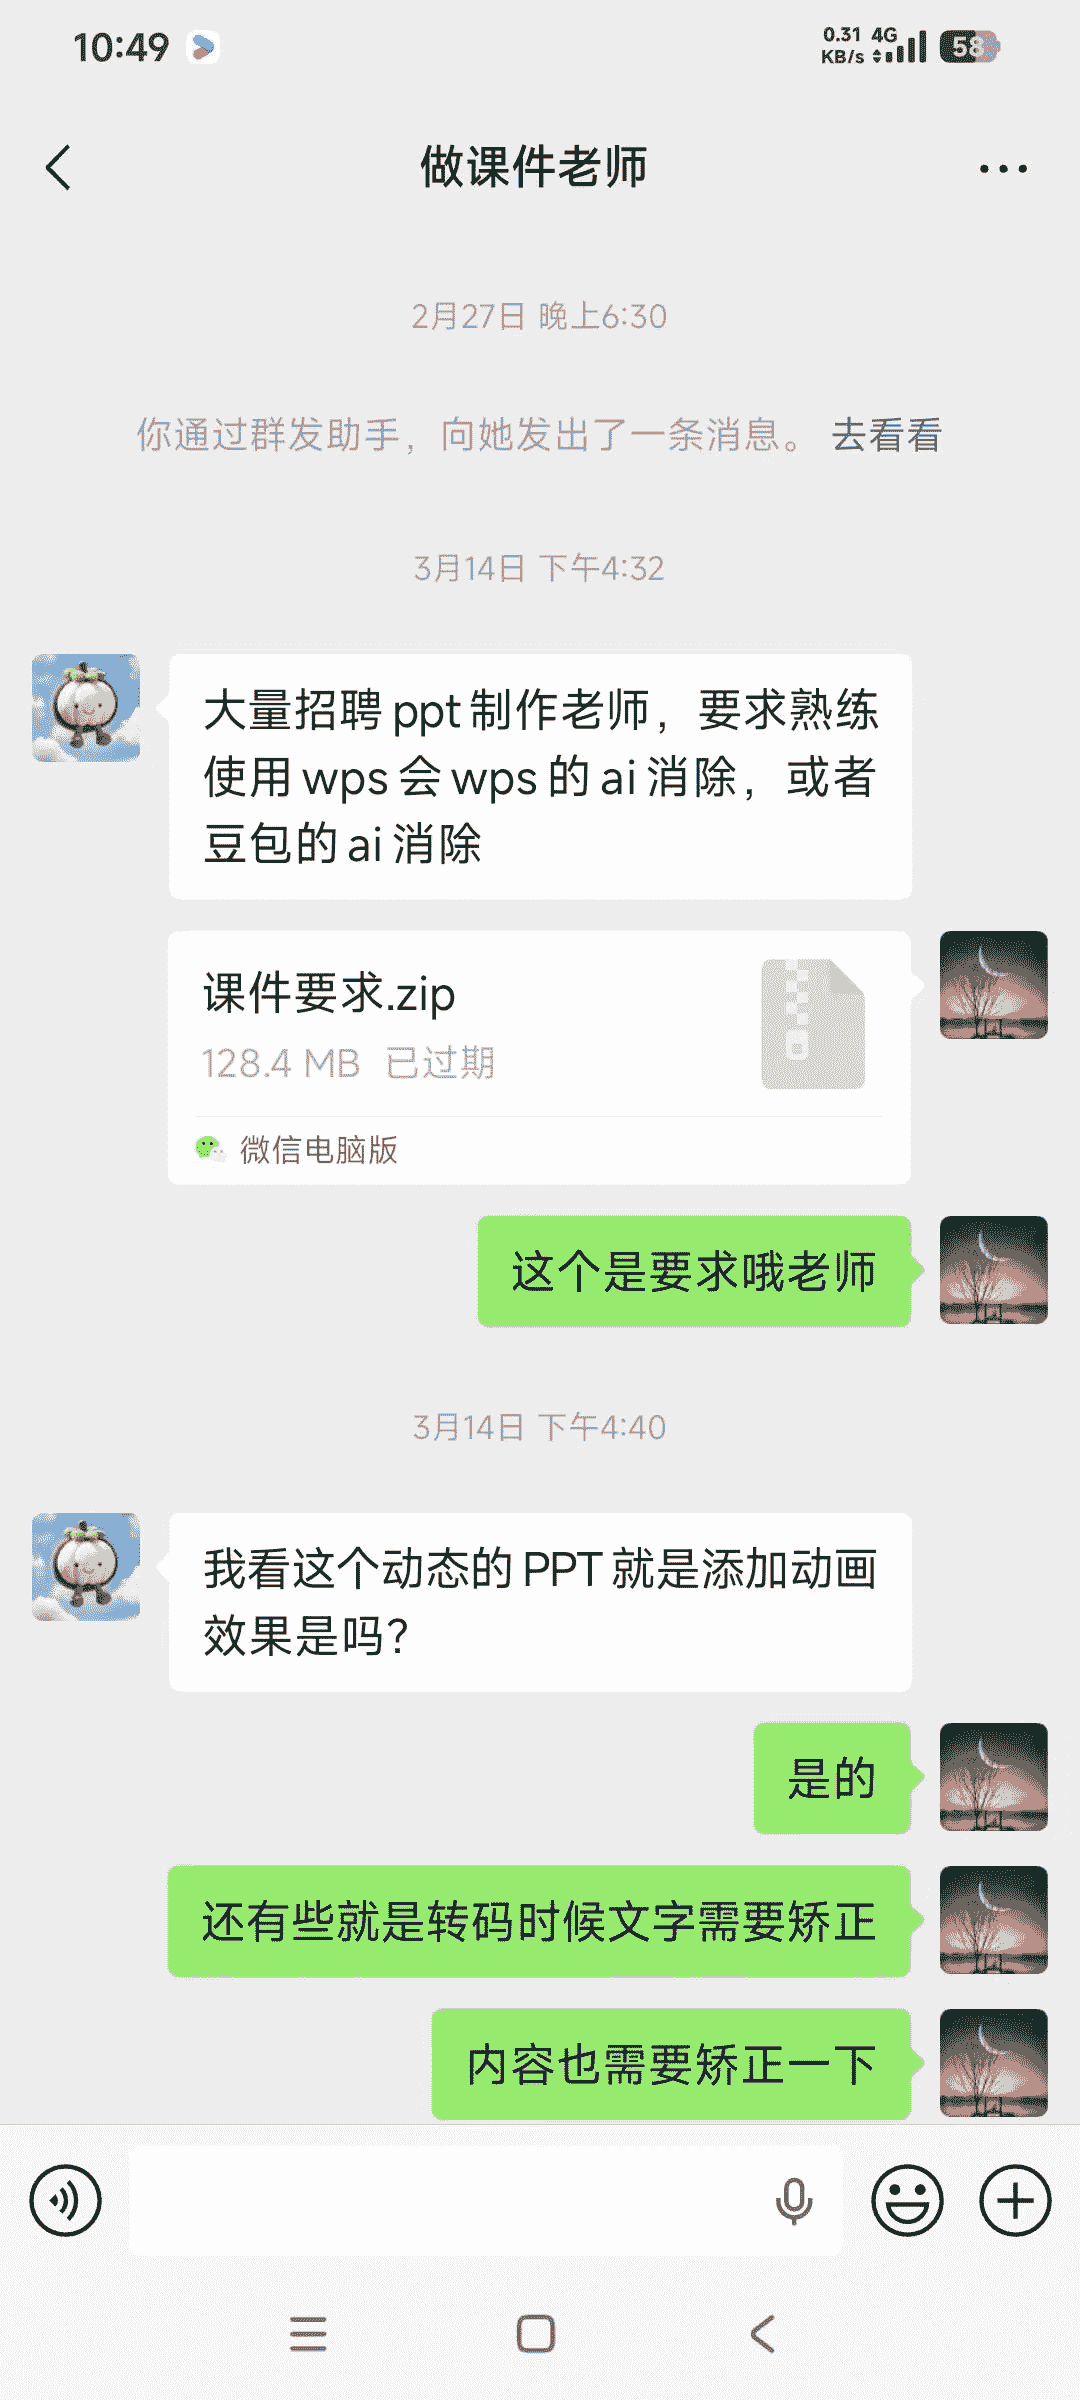 10:49
0.31 KB/s 4G 58
做课件老师
2月27日 晚上6:30
你通过群发助手，向她发出了一条消息。 去看看
3月14日 下午4:32
大量招聘ppt制作老师，要求熟练
使用wps会wps的ai消除，或者
豆包的ai消除
课件要求.zip
128.4 MB 已过期
微信电脑版
这个是要求哦老师
3月14日 下午4:40
我看这个动态的PPT就是添加动画
效果是吗？
是的
还有些就是转码时候文字需要矫正
内容也需要矫正一下